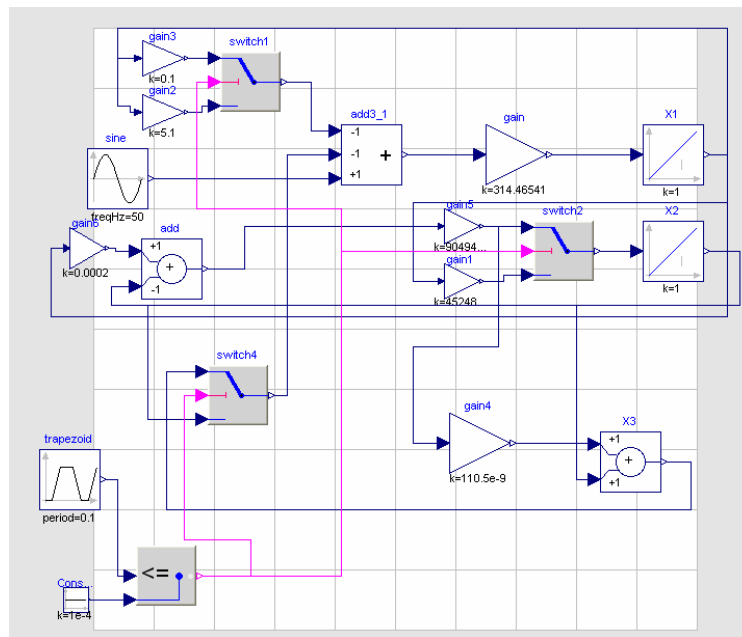 gain3
switch1
k=0.1
gain2
k=5.1
add3_1
-1
-1
+1
+
gain
k=314.46541
X1
I
k=1
sine
freqHz=50
gain6
k=0.0002
add
+1
-1
+
gain5
k=90494...
gain1
k=45248
switch2
X2
I
k=1
switch4
gain4
k=110.5e-9
X3
+1
+1
+
trapezoid
period=0.1
<=
Cons...
k=1e-4